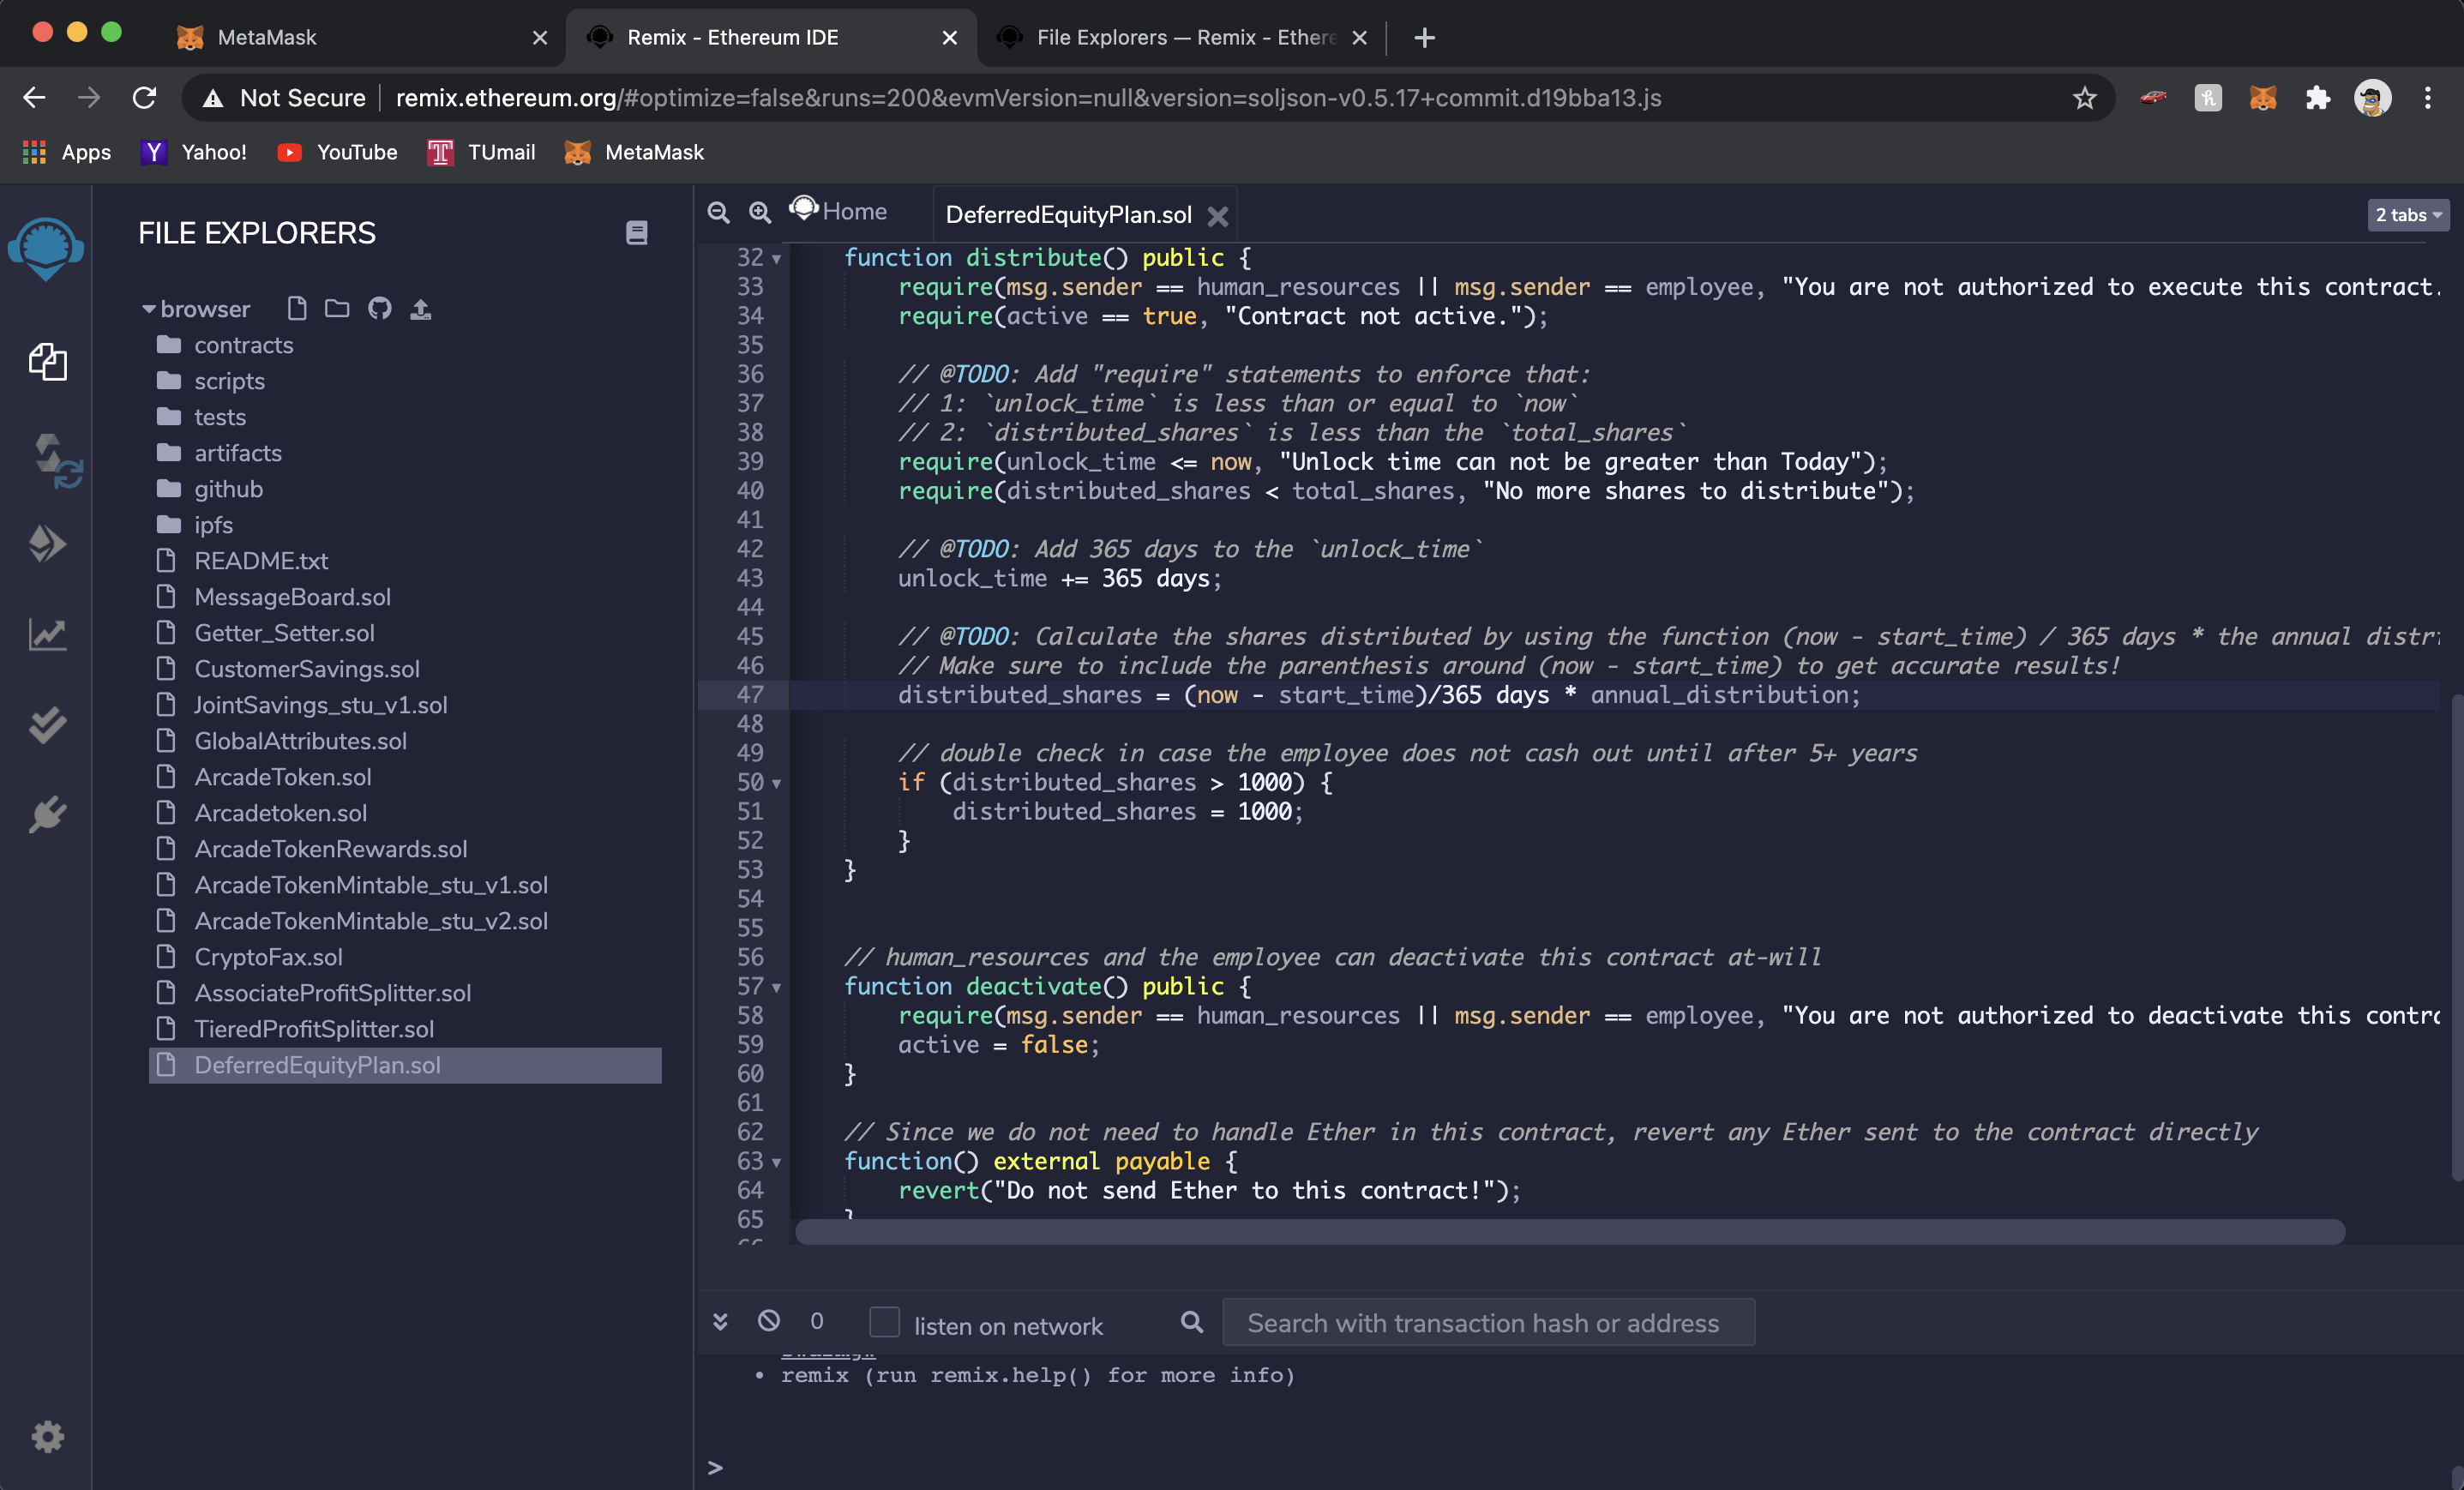 MetaMask
Remix - Ethereum IDE
File Explorers — Remix - Ethere
Not Secure
remix.ethereum.org/#optimize=false&runs=200&evmVersion=null&version=soljson-v0.5.17+commit.d19bba13.js
Apps
Yahoo!
YouTube
TUmail
MetaMask
FILE EXPLORERS
browser
contracts
scripts
tests
artifacts
github
ipfs
README.txt
MessageBoard.sol
Getter_Setter.sol
CustomerSavings.sol
JointSavings_stu_v1.sol
GlobalAttributes.sol
ArcadeToken.sol
Arcadetoken.sol
ArcadeTokenRewards.sol
ArcadeTokenMintable_stu_v1.sol
ArcadeTokenMintable_stu_v2.sol
CryptoFax.sol
AssociateProfitSplitter.sol
TieredProfitSplitter.sol
DeferredEquityPlan.sol
Home
DeferredEquityPlan.sol
2 tabs
32 function distribute() public {
33 require(msg.sender == human_resources || msg.sender == employee, "You are not authorized to execute this contract.
34 require(active == true, "Contract not active.");
35
36 // @TODO: Add "require" statements to enforce that:
37 // 1: `unlock_time` is less than or equal to `now`
38 // 2: `distributed_shares` is less than the `total_shares`
39 require(unlock_time <= now, "Unlock time can not be greater than Today");
40 require(distributed_shares < total_shares, "No more shares to distribute");
41
42 // @TODO: Add 365 days to the `unlock_time`
43 unlock_time += 365 days;
44
45 // @TODO: Calculate the shares distributed by using the function (now - start_time) / 365 days * the annual distri
46 // Make sure to include the parenthesis around (now - start_time) to get accurate results!
47 distributed_shares = (now - start_time)/365 days * annual_distribution;
48
49 // double check in case the employee does not cash out until after 5+ years
50 if (distributed_shares > 1000) {
51 distributed_shares = 1000;
52 }
53 }
54
55
56 // human_resources and the employee can deactivate this contract at-will
57 function deactivate() public {
58 require(msg.sender == human_resources || msg.sender == employee, "You are not authorized to deactivate this contra
59 active = false;
60 }
61
62 // Since we do not need to handle Ether in this contract, revert any Ether sent to the contract directly
63 function() external payable {
64 revert("Do not send Ether to this contract!");
65 }
0
listen on network
Search with transaction hash or address
• remix (run remix.help() for more info)
>